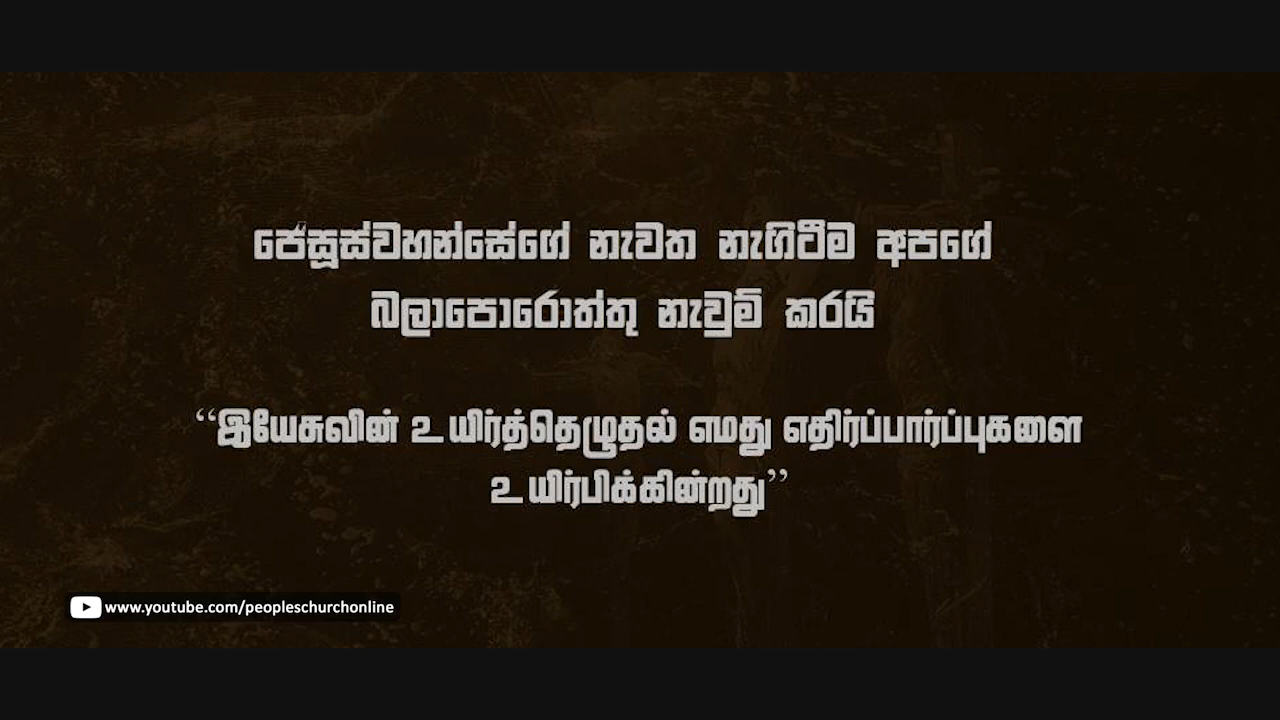 ජේසූස්වහන්සේගේ නැවත නැගිටීම අපගේ
බලාපොරොත්තු නැවුම් කරයි
“இயேசுவின் உயிர்த்தெழுதல் எமது எதிர்ப்பார்ப்புகளை
உயிர்பிக்கின்றது”
www.youtube.com/peopleschurchonline